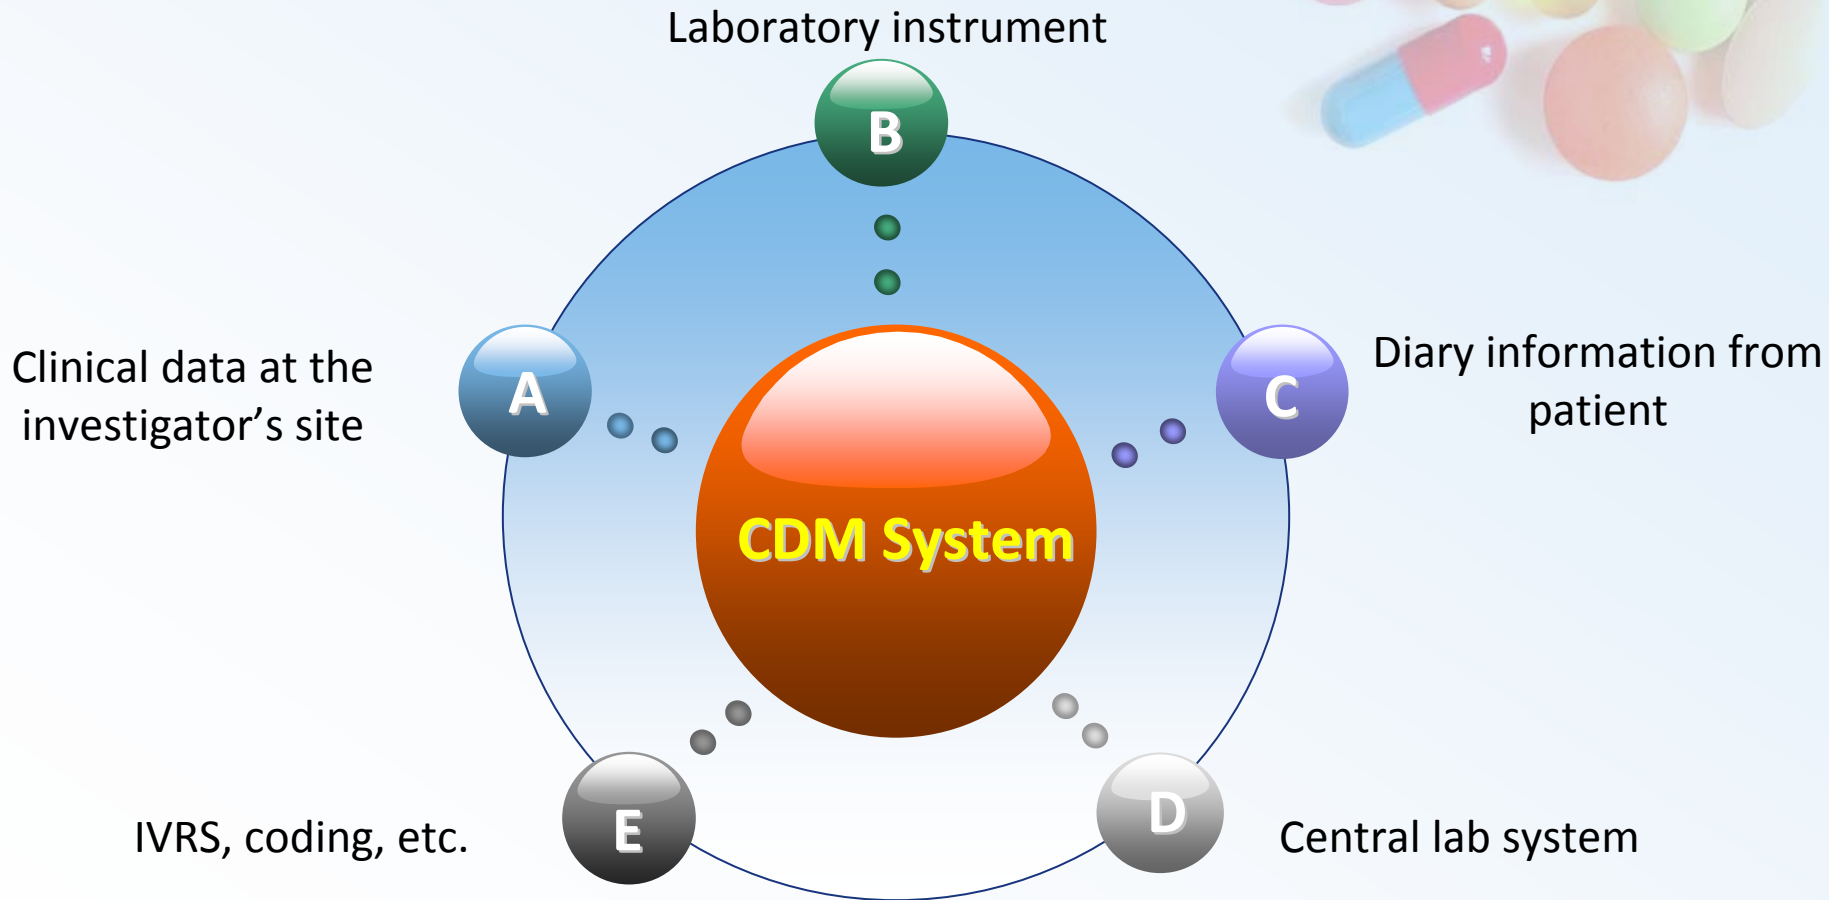 Laboratory instrument
B
A
Clinical data at the
investigator’s site
C
Diary information from
patient
CDM System
E
IVRS, coding, etc.
D
Central lab system